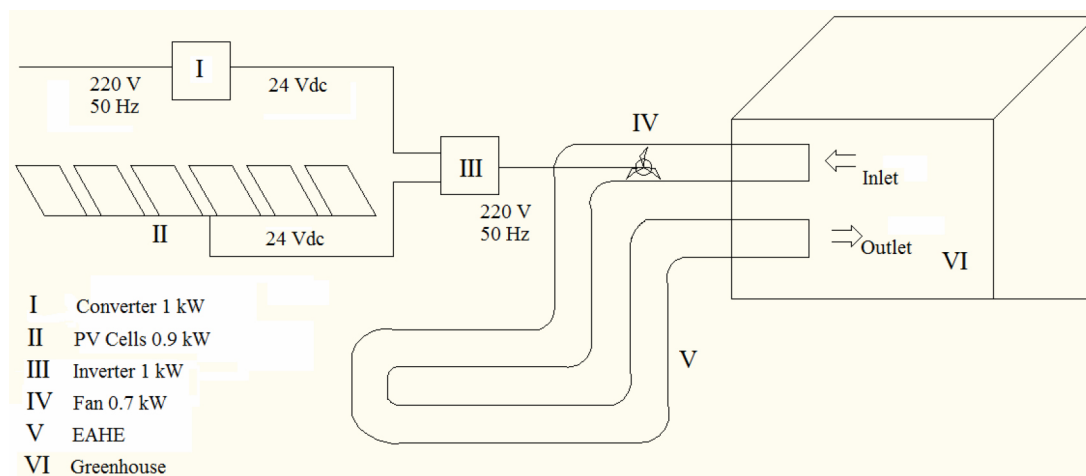 I
220 V
50 Hz
24 Vdc
IV
III
Inlet
220 V
50 Hz
II
24 Vdc
Outlet
VI
I Converter 1 kW
II PV Cells 0.9 kW
III Inverter 1 kW
IV Fan 0.7 kW
V EAHE
VI Greenhouse
V